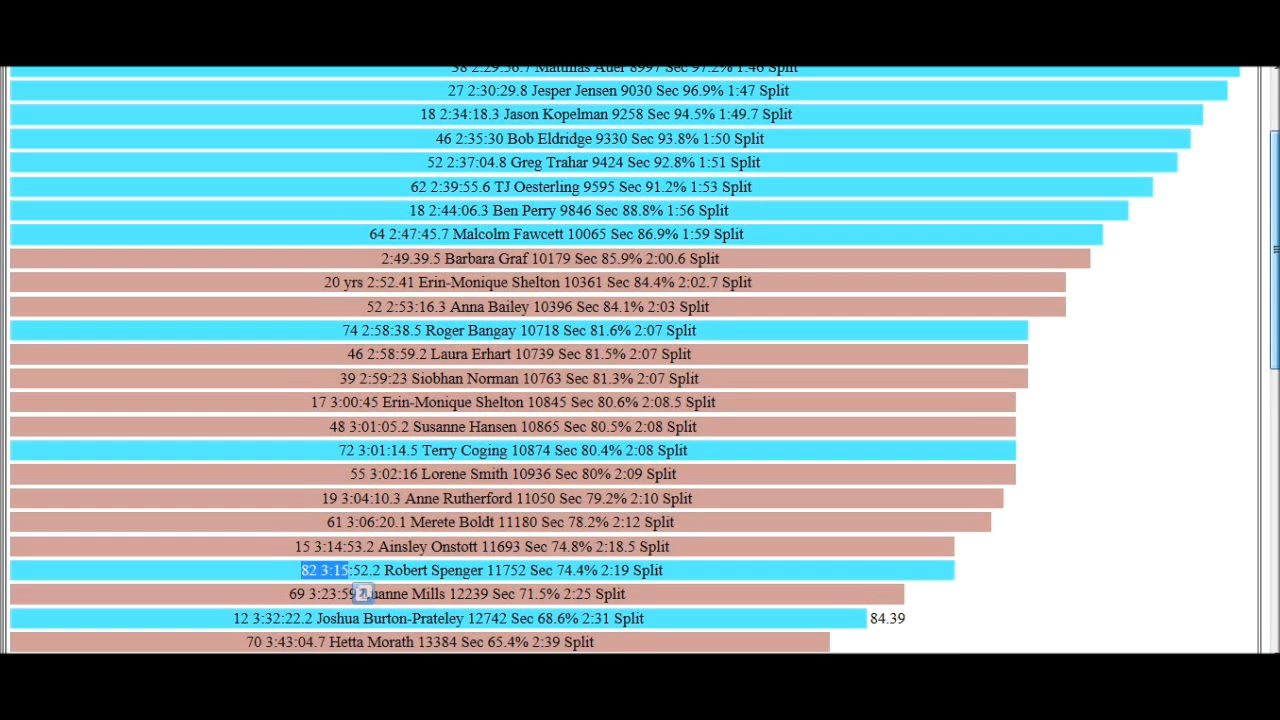 38 2:29:56.7 Matthias Auer 8997 Sec 97.2% 1:46 Split
27 2:30:29.8 Jesper Jensen 9030 Sec 96.9% 1:47 Split
18 2:34:18.3 Jason Kopelman 9258 Sec 94.5% 1:49.7 Split
46 2:35:30 Bob Eldridge 9330 Sec 93.8% 1:50 Split
52 2:37:04.8 Greg Trahar 9424 Sec 92.8% 1:51 Split
62 2:39:55.6 TJ Oesterling 9595 Sec 91.2% 1:53 Split
18 2:44:06.3 Ben Perry 9846 Sec 88.8% 1:56 Split
64 2:47:45.7 Malcolm Fawcett 10065 Sec 86.9% 1:59 Split
2:49.39.5 Barbara Graf 10179 Sec 85.9% 2:00.6 Split
20 yrs 2:52.41 Erin-Monique Shelton 10361 Sec 84.4% 2:02.7 Split
52 2:53:16.3 Anna Bailey 10396 Sec 84.1% 2:03 Split
74 2:58:38.5 Roger Bangay 10718 Sec 81.6% 2:07 Split
46 2:58:59.2 Laura Erhart 10739 Sec 81.5% 2:07 Split
39 2:59:23 Siobhan Norman 10763 Sec 81.3% 2:07 Split
17 3:00:45 Erin-Monique Shelton 10845 Sec 80.6% 2:08.5 Split
48 3:01:05.2 Susanne Hansen 10865 Sec 80.5% 2:08 Split
72 3:01:14.5 Terry Coging 10874 Sec 80.4% 2:08 Split
55 3:02:16 Lorene Smith 10936 Sec 80% 2:09 Split
19 3:04:10.3 Anne Rutherford 11050 Sec 79.2% 2:10 Split
61 3:06:20.1 Merete Boldt 11180 Sec 78.2% 2:12 Split
15 3:14:53.2 Ainsley Onstott 11693 Sec 74.8% 2:18.5 Split
82 3:15:52.2 Robert Spenger 11752 Sec 74.4% 2:19 Split
69 3:23:59 Mills 12239 Sec 71.5% 2:25 Split
12 3:32:22.2 Joshua Burton-Prateley 12742 Sec 68.6% 2:31 Split 84.39
70 3:43:04.7 Hetta Morath 13384 Sec 65.4% 2:39 Split